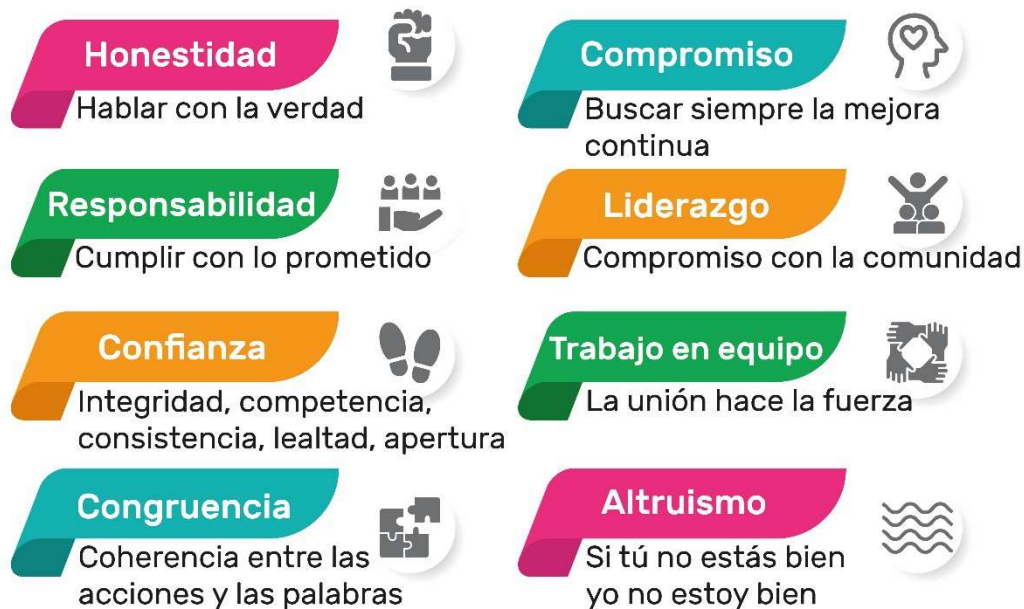 Honestidad
Hablar con la verdad
Compromiso
Buscar siempre la mejora
continua
Responsabilidad
Cumplir con lo prometido
Liderazgo
Compromiso con la comunidad
Confianza
Integridad, competencia,
consistencia, lealtad, apertura
Trabajo en equipo
La unión hace la fuerza
Congruencia
Coherencia entre las
acciones y las palabras
Altruismo
Si tú no estás bien
yo no estoy bien